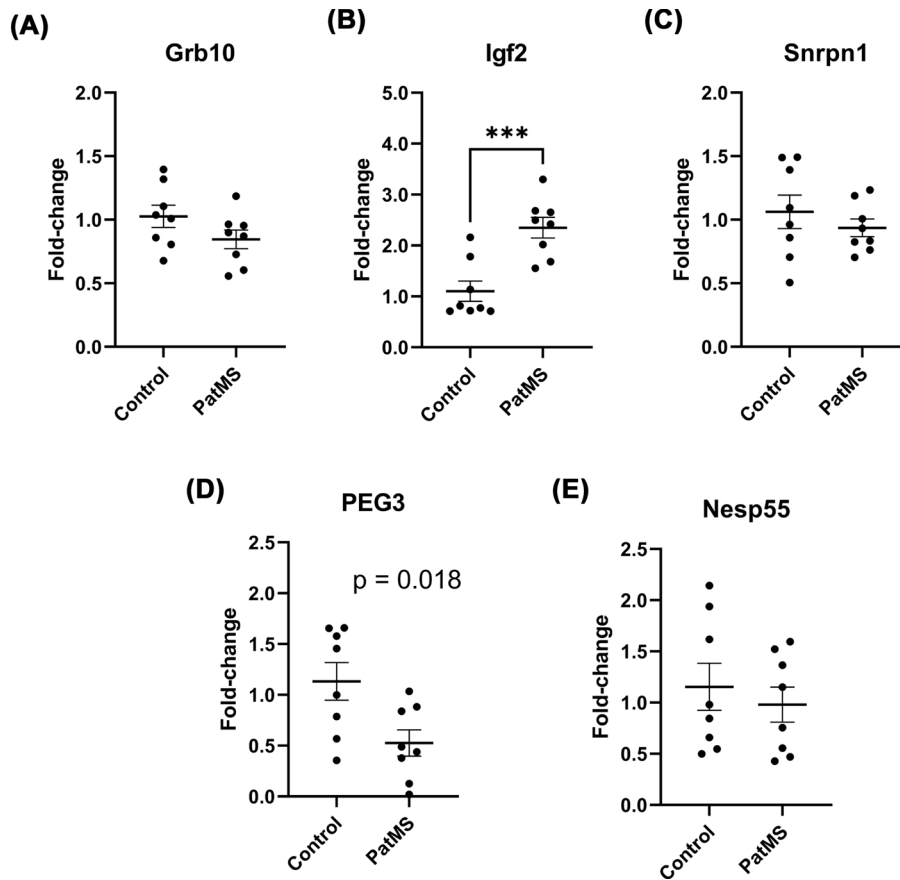 (A)
Grb10
Fold-change
2.0
1.5
1.0
0.5
0.0
Control
PatMS
(B)
Igf2
Fold-change
5.0
4.0
3.0
2.0
1.0
0.0
***
Control
PatMS
(C)
Snrpn1
Fold-change
2.0
1.5
1.0
0.5
0.0
Control
PatMS
(D)
PEG3
Fold-change
2.5
2.0
1.5
1.0
0.5
0.0
p = 0.018
Control
PatMS
(E)
Nesp55
Fold-change
2.5
2.0
1.5
1.0
0.5
0.0
Control
PatMS